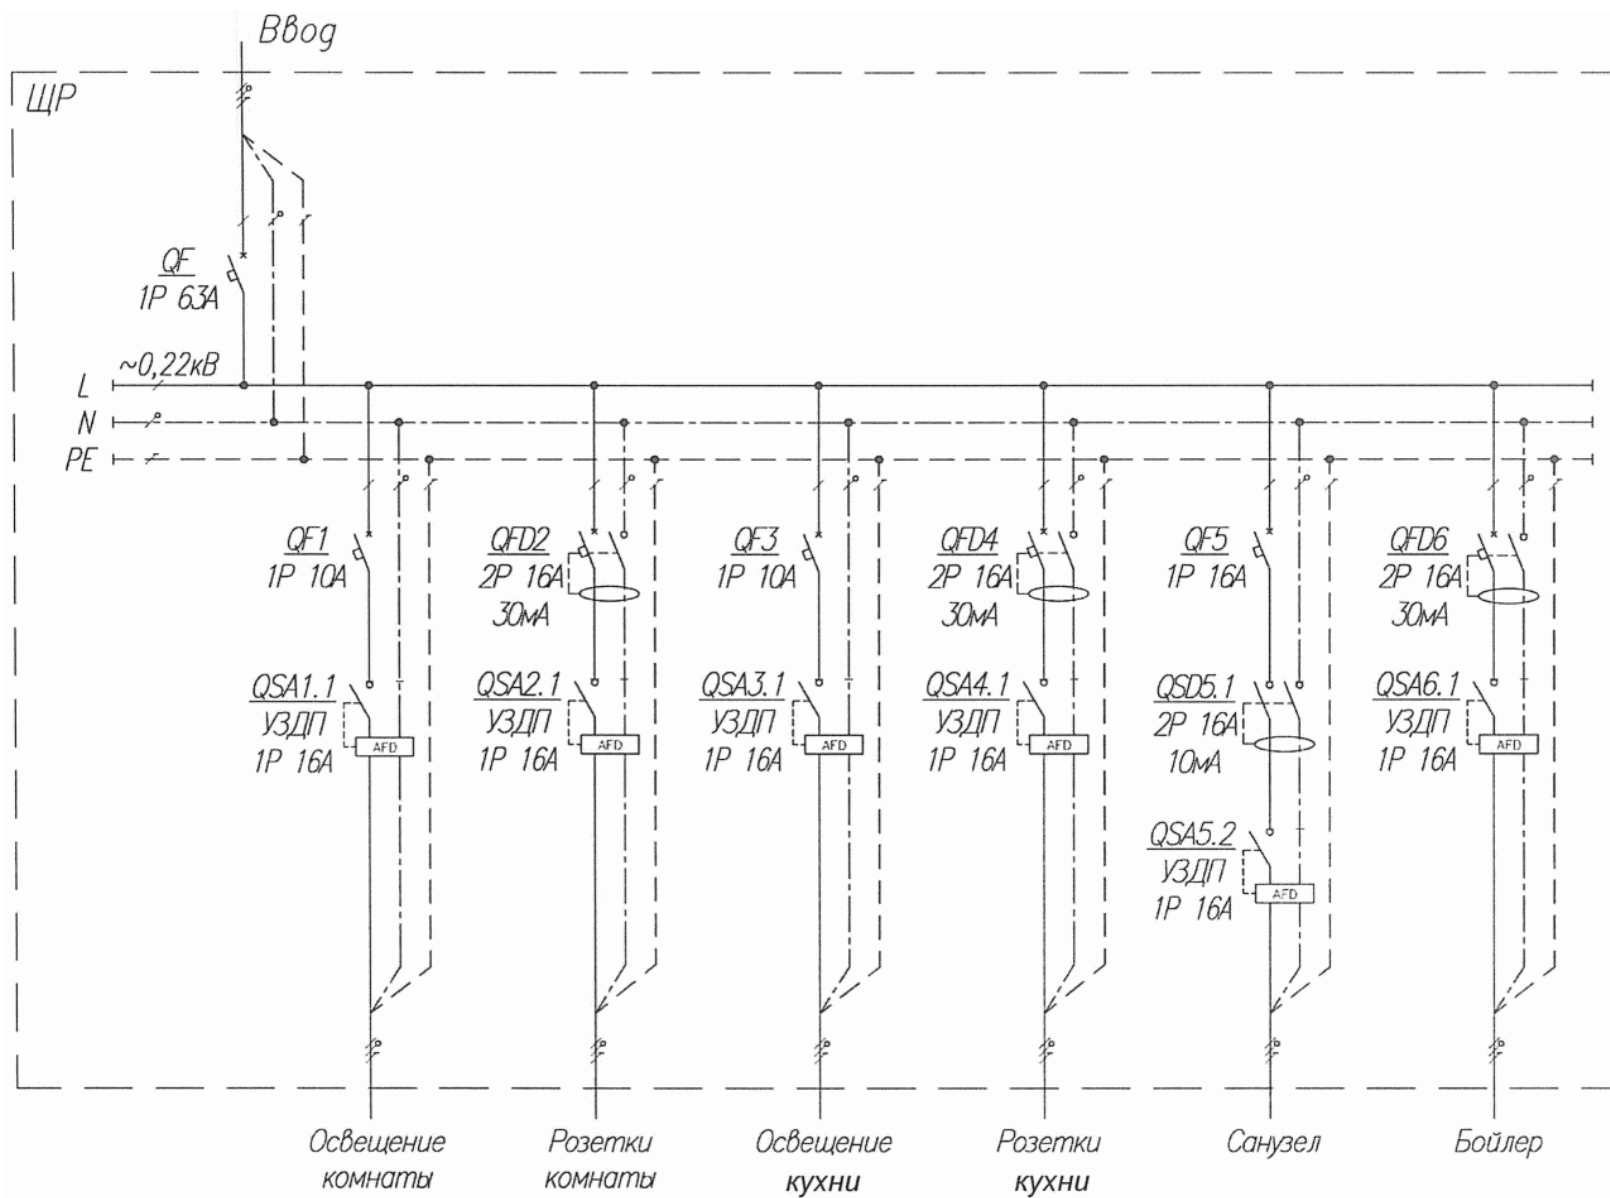 Ввод
ЩР
QF
1P 63A
~0,22кВ
L
N
PE
QF1
1P 10A
QFD2
2P 16A
30мА
QF3
1P 10A
QFD4
2P 16A
30мА
QF5
1P 16A
QFD6
2P 16A
30мА
QSA1.1
УЗДП
1P 16A
AFD
QSA2.1
УЗДП
1P 16A
AFD
QSA3.1
УЗДП
1P 16A
AFD
QSA4.1
УЗДП
1P 16A
AFD
QSD5.1
2P 16A
10мА
QSA6.1
УЗДП
1P 16A
AFD
QSA5.2
УЗДП
1P 16A
AFD
Освещение
комнаты
Розетки
комнаты
Освещение
кухни
Розетки
кухни
Санузел
Бойлер